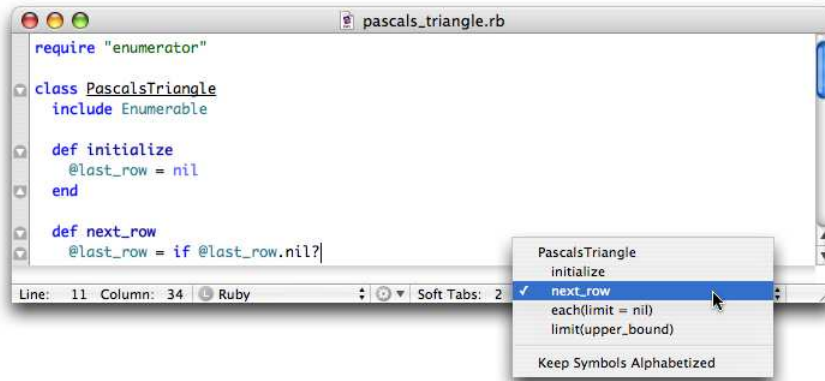 pascals_triangle.rb
require "enumerator"
class PascalsTriangle
include Enumerable
def initialize
@last_row = nil
end
def next_row
@last_row = if @last_row.nil?
Line: 11 Column: 34 Ruby Soft Tabs: 2
PascalsTriangle
initialize
✓ next_row
each(limit = nil)
limit(upper_bound)
Keep Symbols Alphabetized